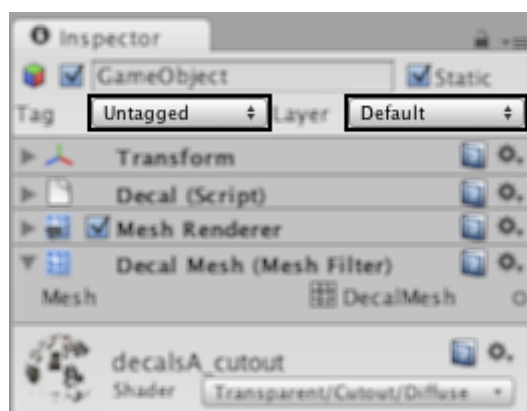 Inspector
GameObject Static
Tag Untagged Layer Default
Transform
Decal (Script)
Mesh Renderer
Decal Mesh (Mesh Filter)
Mesh DecalMesh
decalsA_cutout
Shader Transparent/Cutout/Diffuse